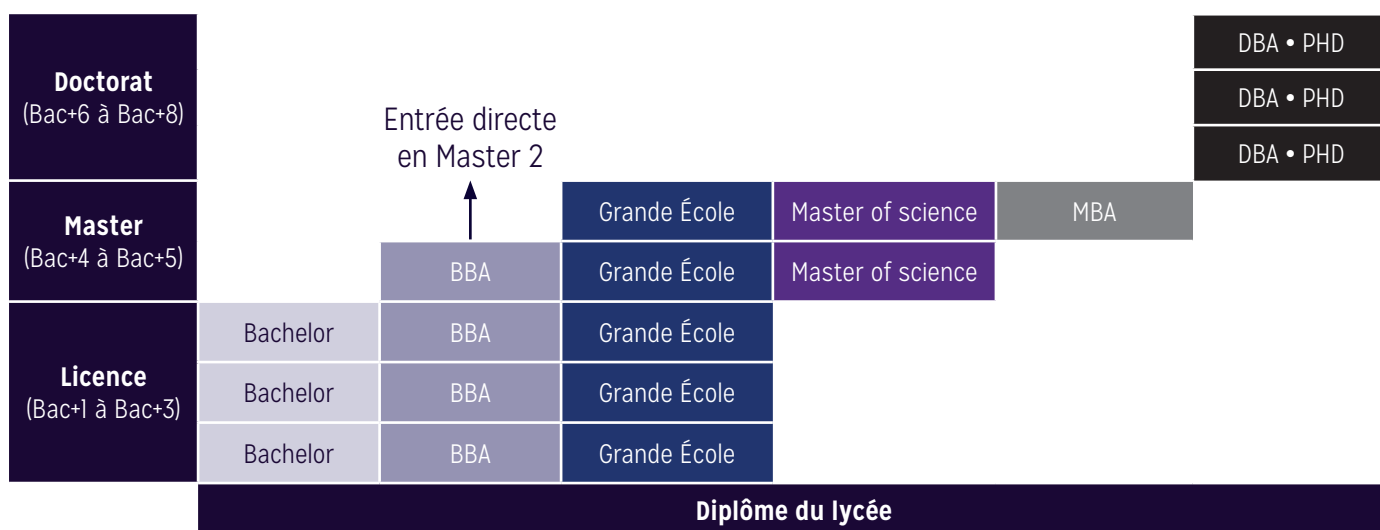 DBA • PHD
Doctorat
(Bac+6 à Bac+8)
DBA • PHD
Entrée directe
en Master 2
DBA • PHD
Master
(Bac+4 à Bac+5)
Grande École
Master of science
MBA
BBA
Grande École
Master of science
Licence
(Bac+1 à Bac+3)
Bachelor
BBA
Grande École
Bachelor
BBA
Grande École
Bachelor
BBA
Grande École
Diplôme du lycée